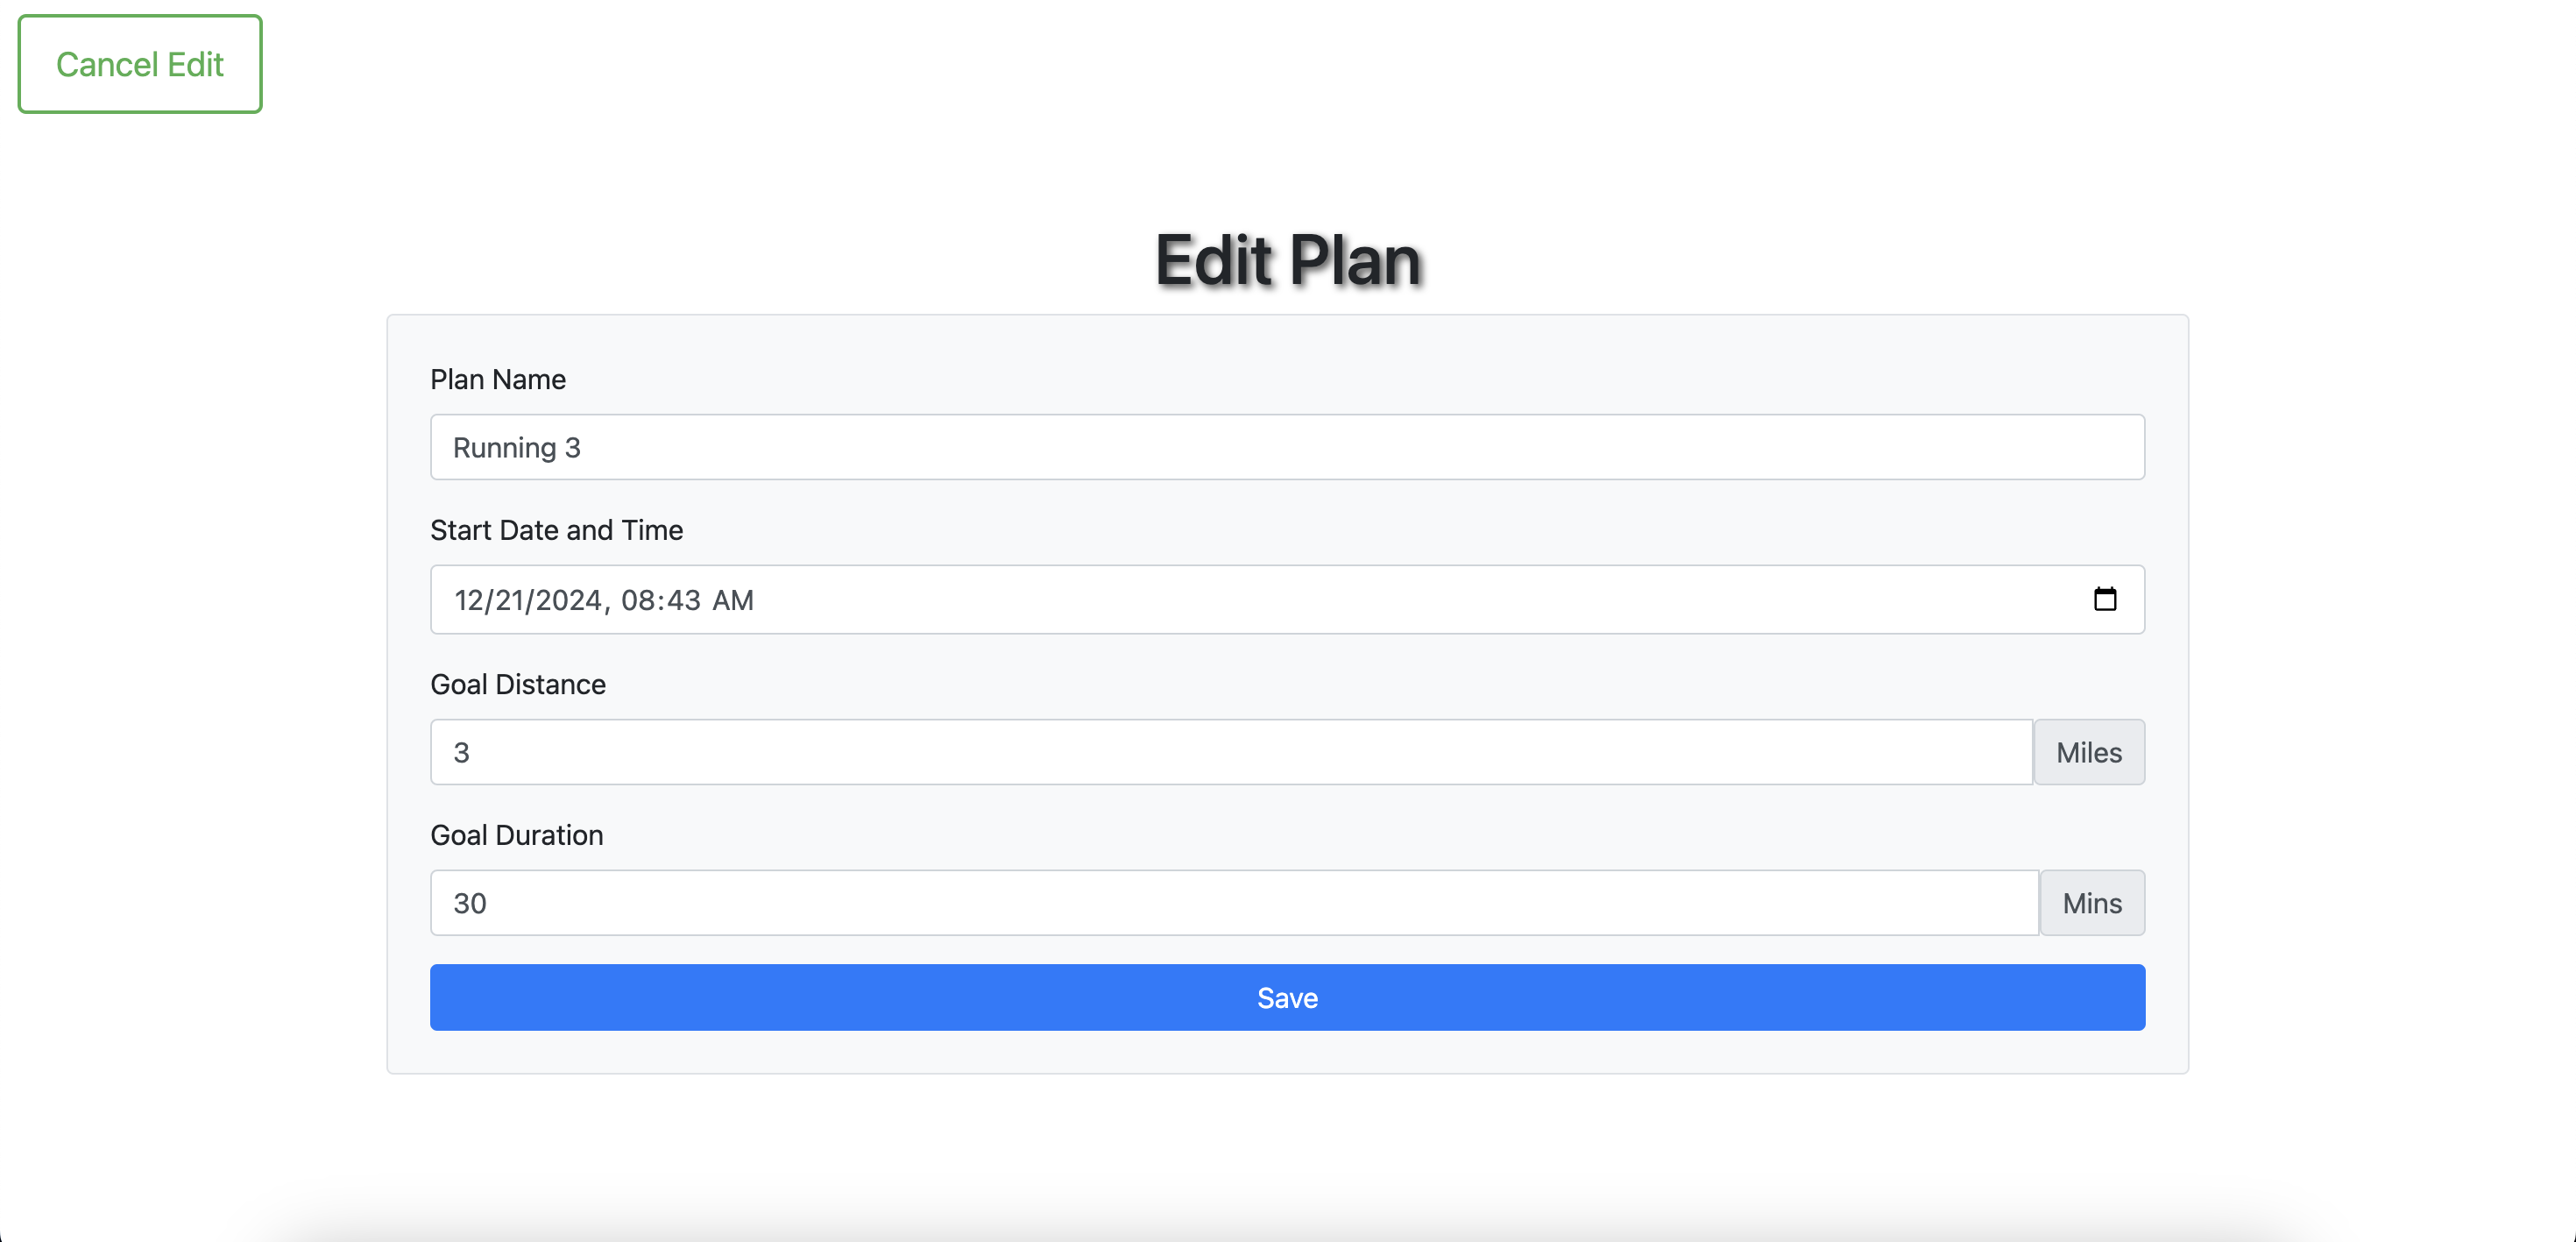 Cancel Edit
Edit Plan
Plan Name
Running 3
Start Date and Time
12/21/2024, 08:43 AM
Goal Distance
3 Miles
Goal Duration
30 Mins
Save